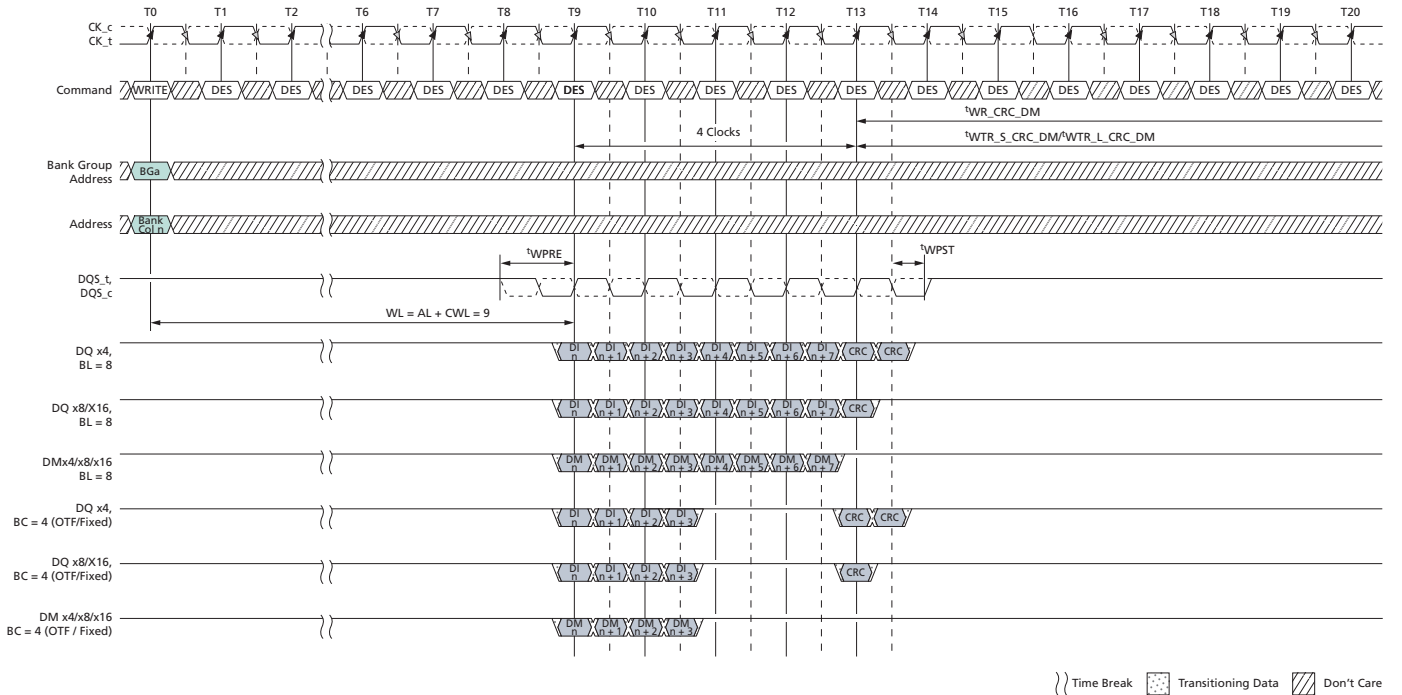 T0 T1 T2 T6 T7 T8 T9 T10 T11 T12 T13 T14 T15 T16 T17 T18 T19 T20
CK_c
CK_t
Command WRITE DES DES DES DES DES DES DES DES DES DES DES DES DES DES DES DES DES
tWR_CRC_DM
4 Clocks
tWTR_S_CRC_DM/tWTR_L_CRC_DM
Bank Group
Address
BGa
Address
Bank
Col n
tWPRE
tWPST
DQS_t,
DQS_c
WL = AL + CWL = 9
DQ x4,
BL = 8
DI DI DI DI DI DI DI DI CRC CRC
n n + 1 n + 2 n + 3 n + 4 n + 5 n + 6 n + 7
DQ x8/X16,
BL = 8
DI DI DI DI DI DI DI DI CRC
n n + 1 n + 2 n + 3 n + 4 n + 5 n + 6 n + 7
DMx4/x8/x16
BL = 8
DM DM DM DM DM DM DM DM
n n + 1 n + 2 n + 3 n + 4 n + 5 n + 6 n + 7
DQ x4,
BC = 4 (OTF/Fixed)
DI DI DI DI CRC CRC
n n + 1 n + 2 n + 3
DQ x8/X16,
BC = 4 (OTF/Fixed)
DI DI DI DI CRC
n n + 1 n + 2 n + 3
DM x4/x8/x16
BC = 4 (OTF / Fixed)
DM DM DM DM
n n + 1 n + 2 n + 3
Time Break Transitioning Data Don't Care